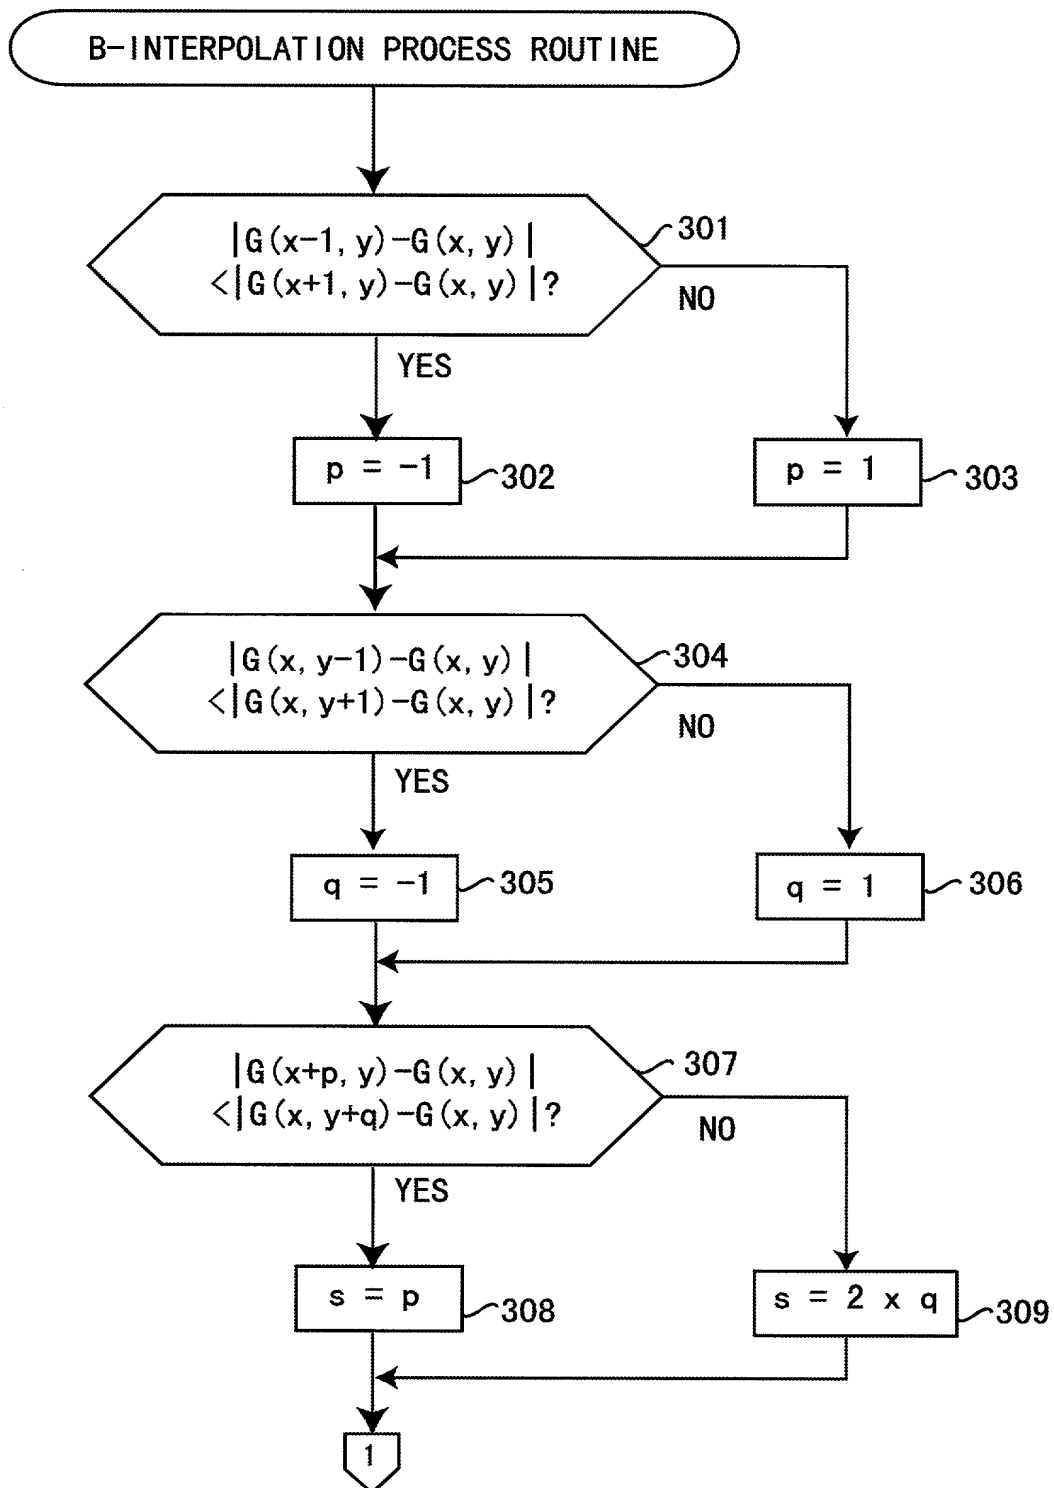 B-INTERPOLATION PROCESS ROUTINE
|G(x-1, y)-G(x, y)|
<|G(x+1, y)-G(x, y)|?
301
NO
YES
p = -1
302
p = 1
303
|G(x, y-1)-G(x, y)|
<|G(x, y+1)-G(x, y)|?
304
NO
YES
q = -1
305
q = 1
306
|G(x+p, y)-G(x, y)|
<|G(x, y+q)-G(x, y)|?
307
NO
YES
s = p
308
s = 2 x q
309
1